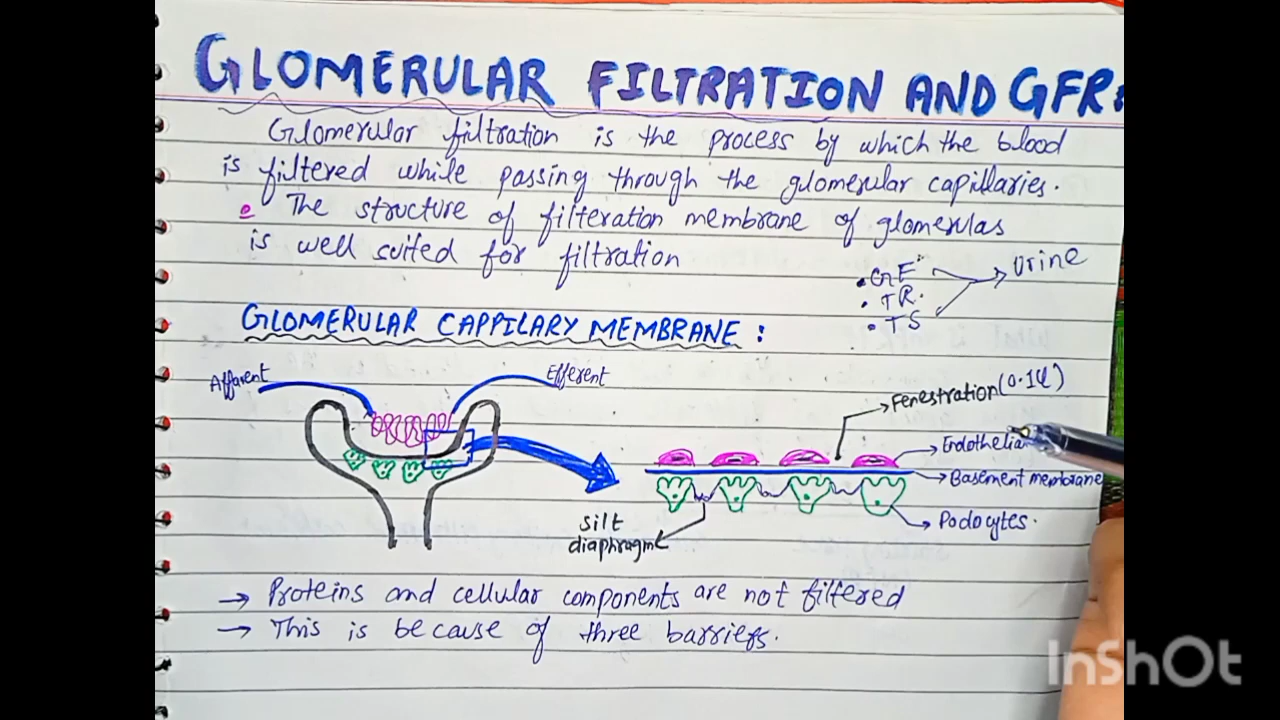 GLOMERULAR FILTRATION AND GFR:
Glomerular filtration is the process by which the blood
is filtered while passing through the glomerular capillaries.
• The structure of filteration membrane of glomerulas
is well suited for filtration
• GF
• TR.
• TS
Urine
GLOMERULAR CAPPILARY MEMBRANE :
Afferent
Efferent
Fenestration (0.1μ)
Endothelia
Basement membrane
Podocytes.
Silt
diaphragm
→ Proteins and cellular components are not filtered
→ This is because of three barriers.
InShOt